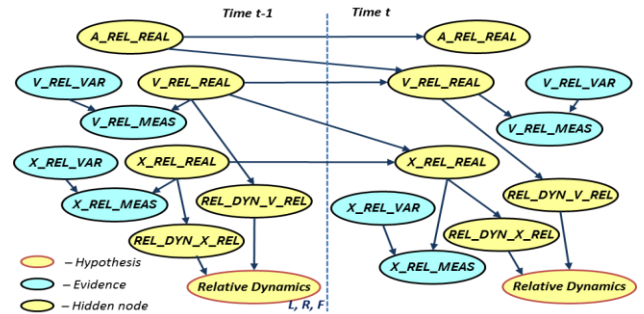 Time t-1
Time t
A_REL_REAL
A_REL_REAL
V_REL_VAR
V_REL_REAL
V_REL_REAL
V_REL_VAR
V_REL_MEAS
V_REL_MEAS
X_REL_VAR
X_REL_REAL
X_REL_REAL
X_REL_MEAS
REL_DYN_V_REL
X_REL_VAR
REL_DYN_V_REL
REL_DYN_X_REL
REL_DYN_X_REL
– Hypothesis
X_REL_MEAS
– Evidence
Relative Dynamics
Relative Dynamics
– Hidden node
L, R, F